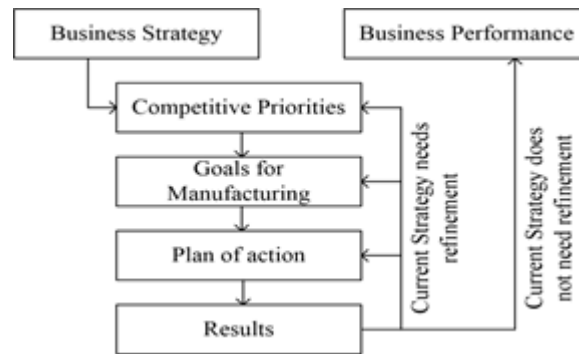 Business Strategy
Business Performance
Competitive Priorities
Goals for
Manufacturing
Plan of action
Results
Current Strategy needs
refinement
Current Strategy does
not need refinement